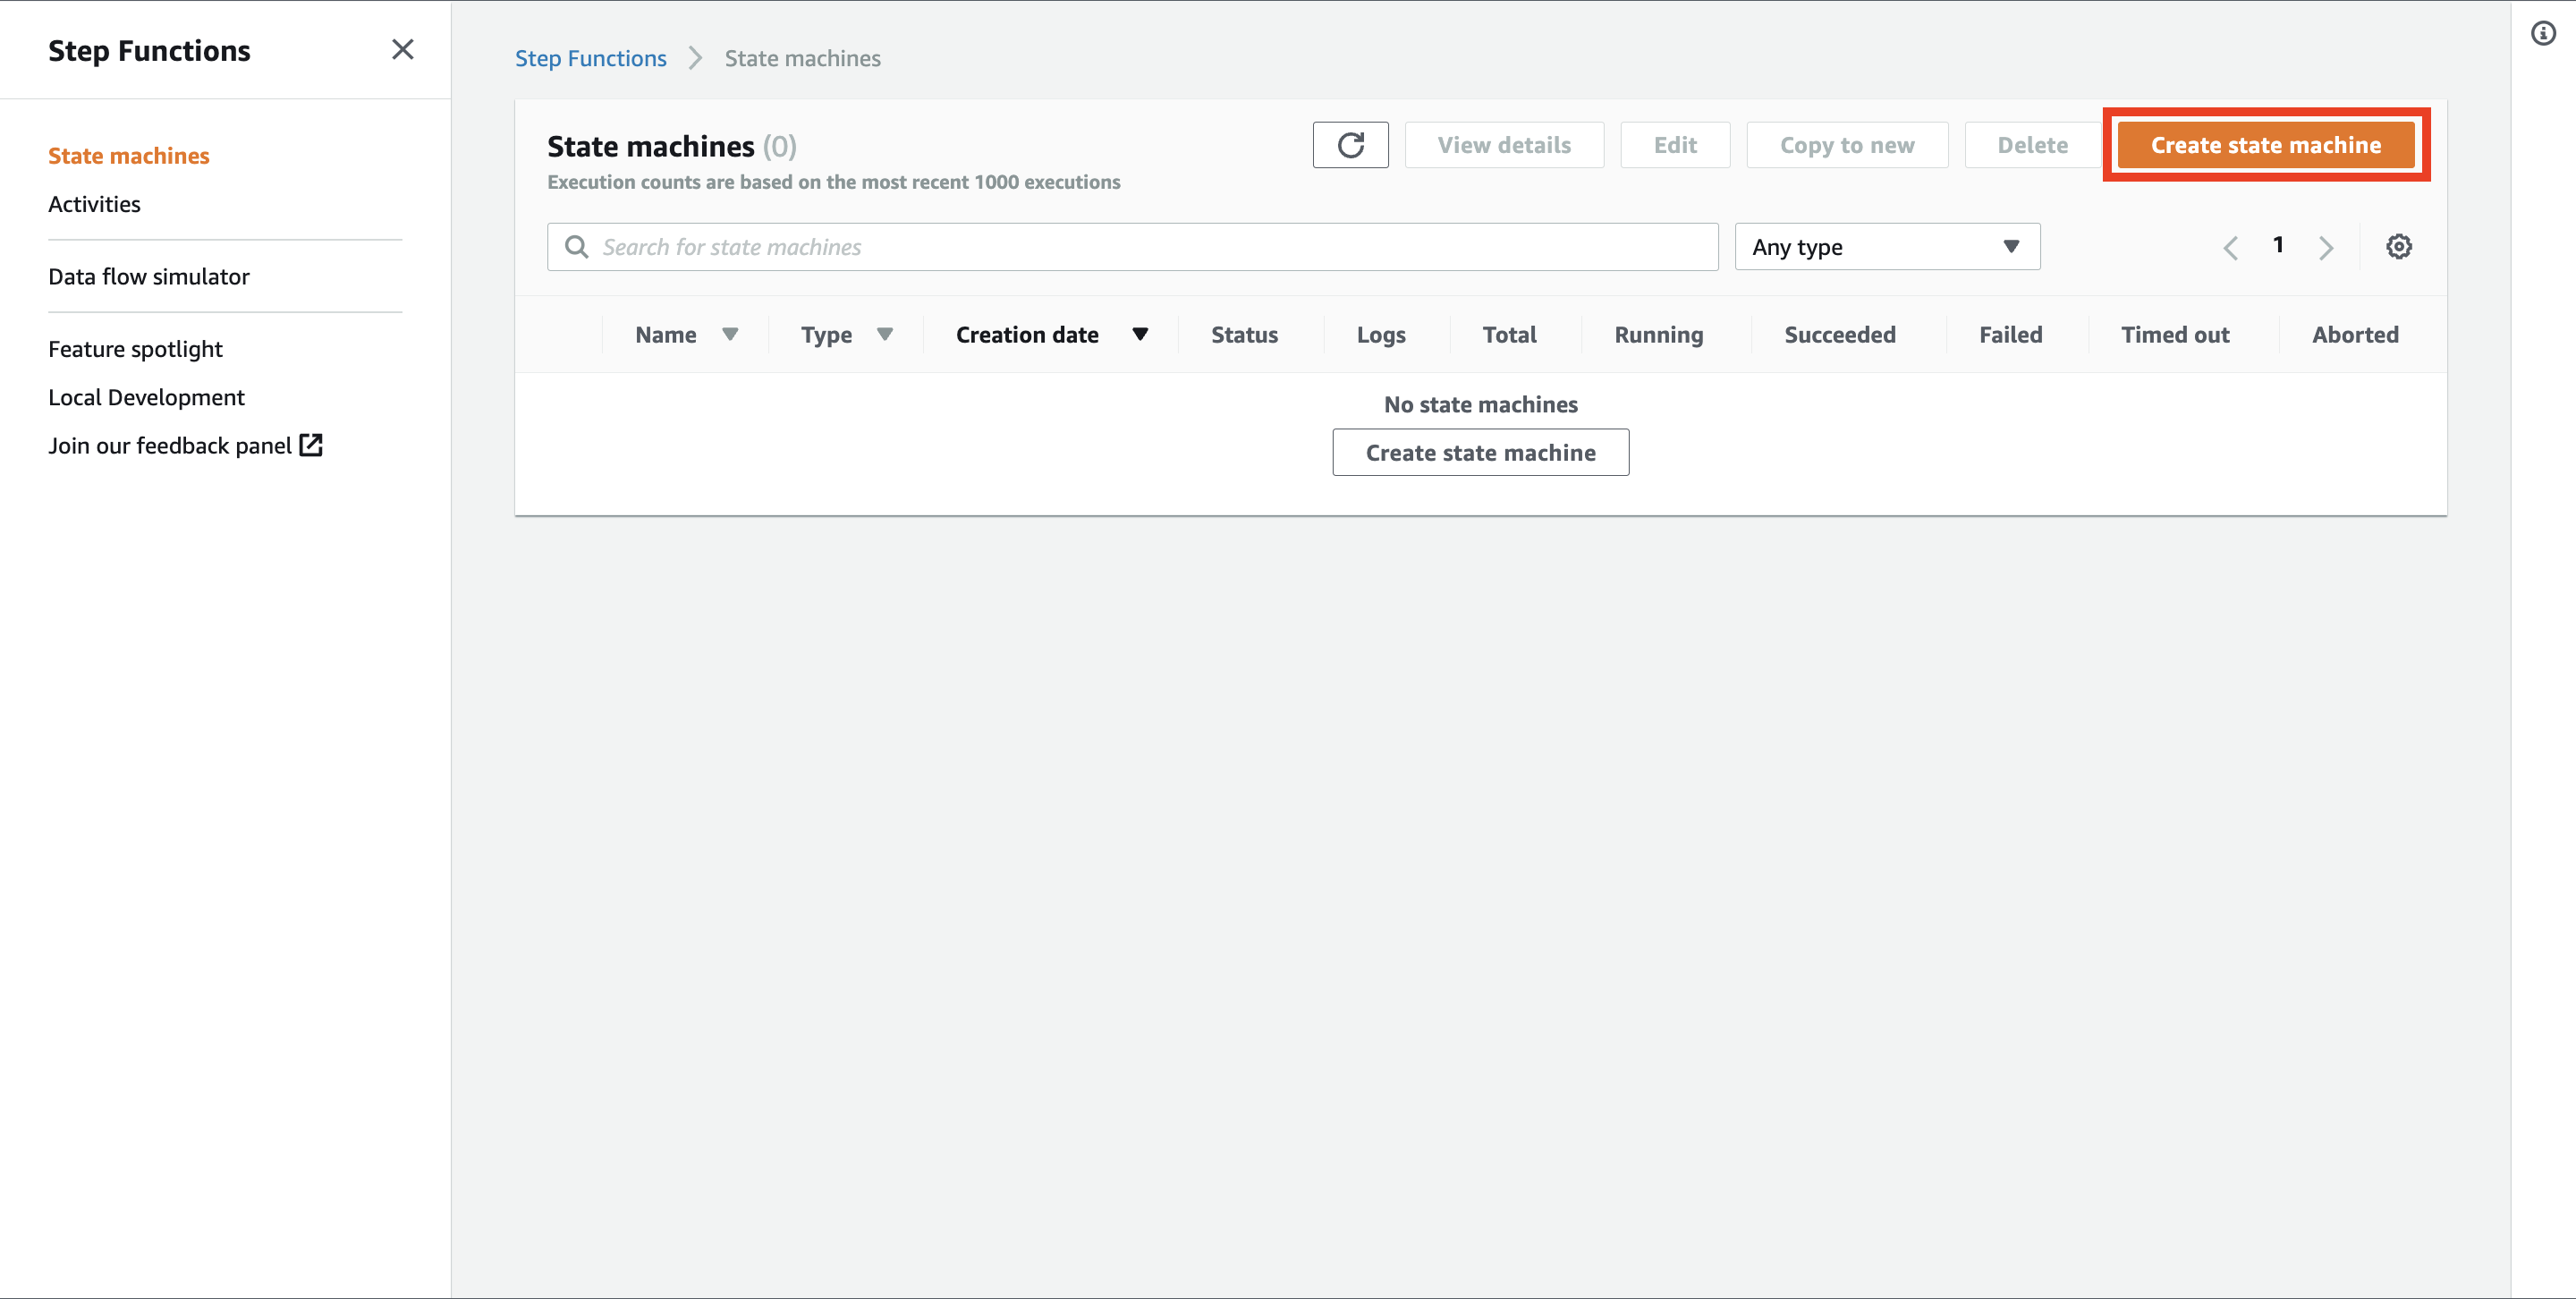 Step Functions
State machines
Activities
Data flow simulator
Feature spotlight
Local Development
Join our feedback panel
Step Functions State machines
State machines (0)
Execution counts are based on the most recent 1000 executions
View details Edit Copy to new Delete Create state machine
Search for state machines Any type 1
Name Type Creation date Status Logs Total Running Succeeded Failed Timed out Aborted
No state machines
Create state machine